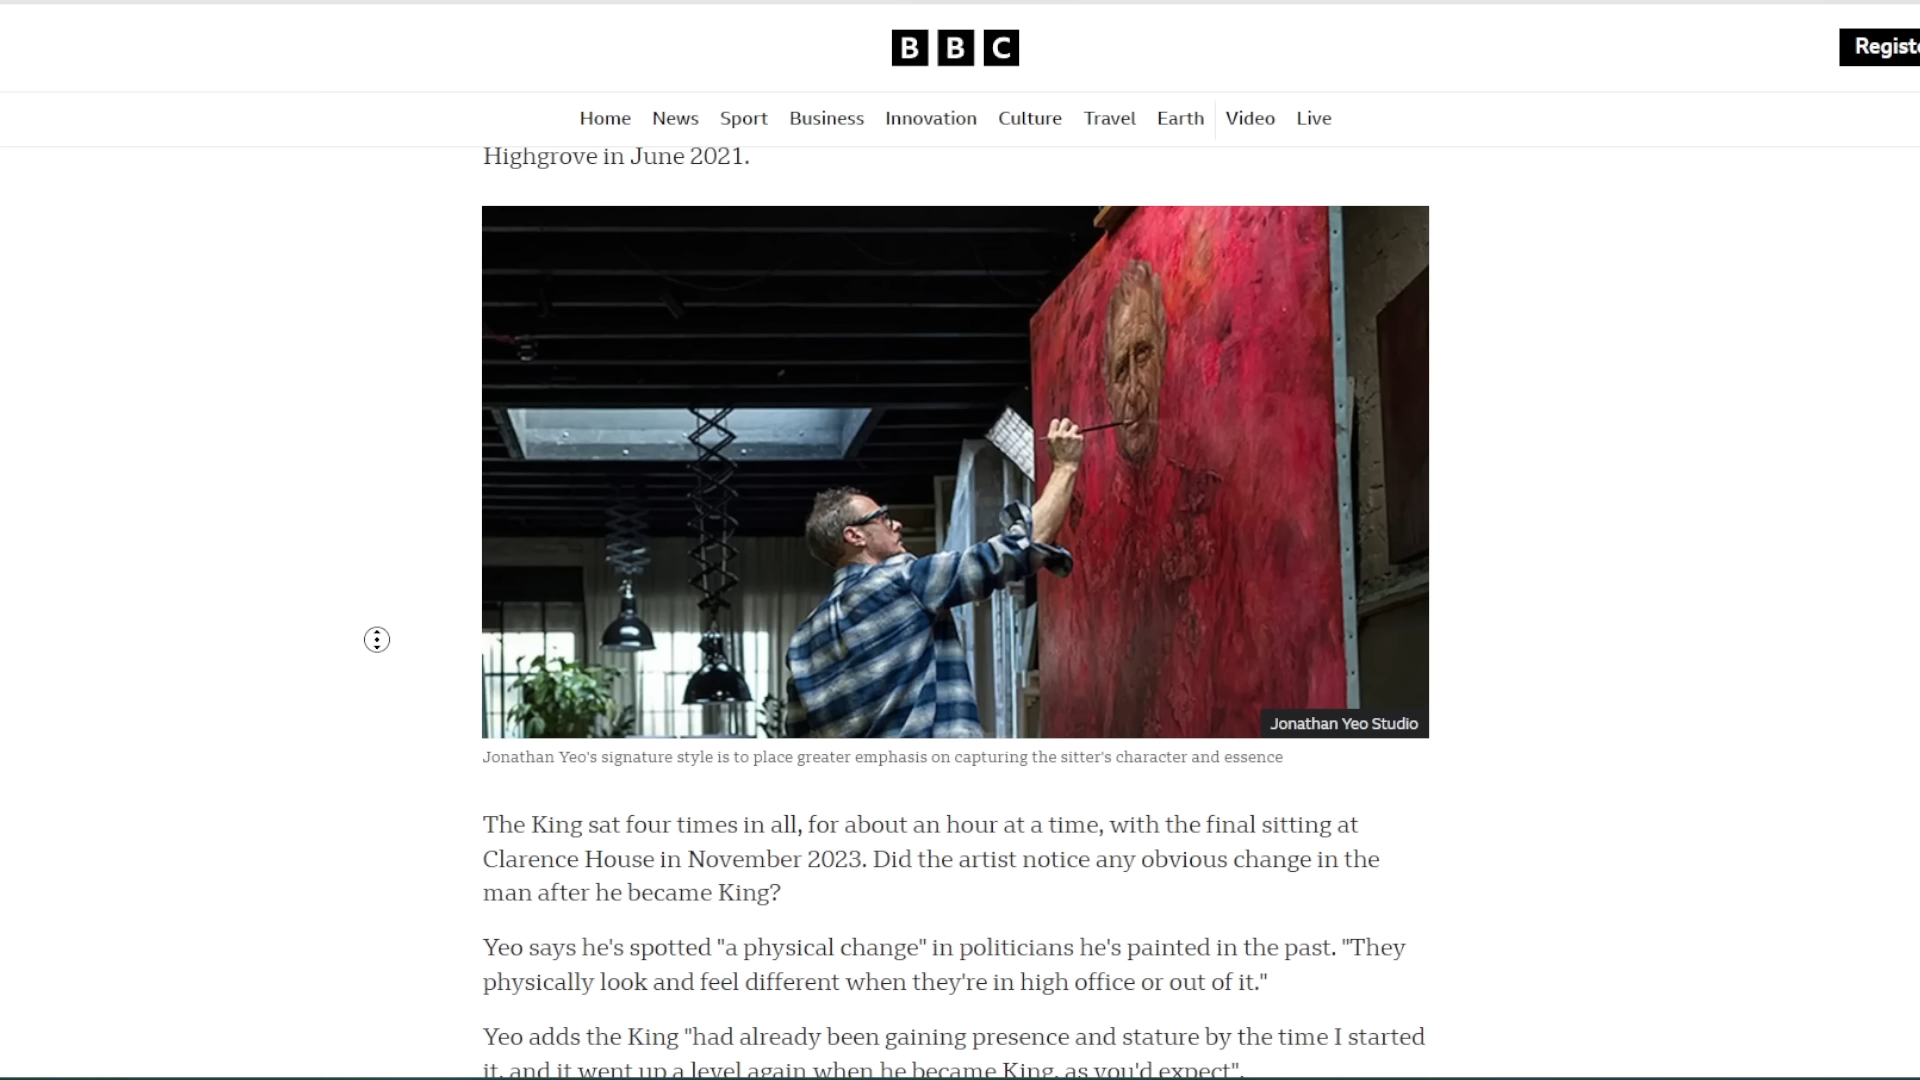 BBC
Registe
Home News Sport Business Innovation Culture Travel Earth Video Live
Highgrove in June 2021.
Jonathan Yeo Studio
Jonathan Yeo's signature style is to place greater emphasis on capturing the sitter's character and essence
The King sat four times in all, for about an hour at a time, with the final sitting at
Clarence House in November 2023. Did the artist notice any obvious change in the
man after he became King?
Yeo says he's spotted "a physical change" in politicians he's painted in the past. "They
physically look and feel different when they're in high office or out of it."
Yeo adds the King "had already been gaining presence and stature by the time I started
it, and it went up a level again when he became King, as you'd expect".